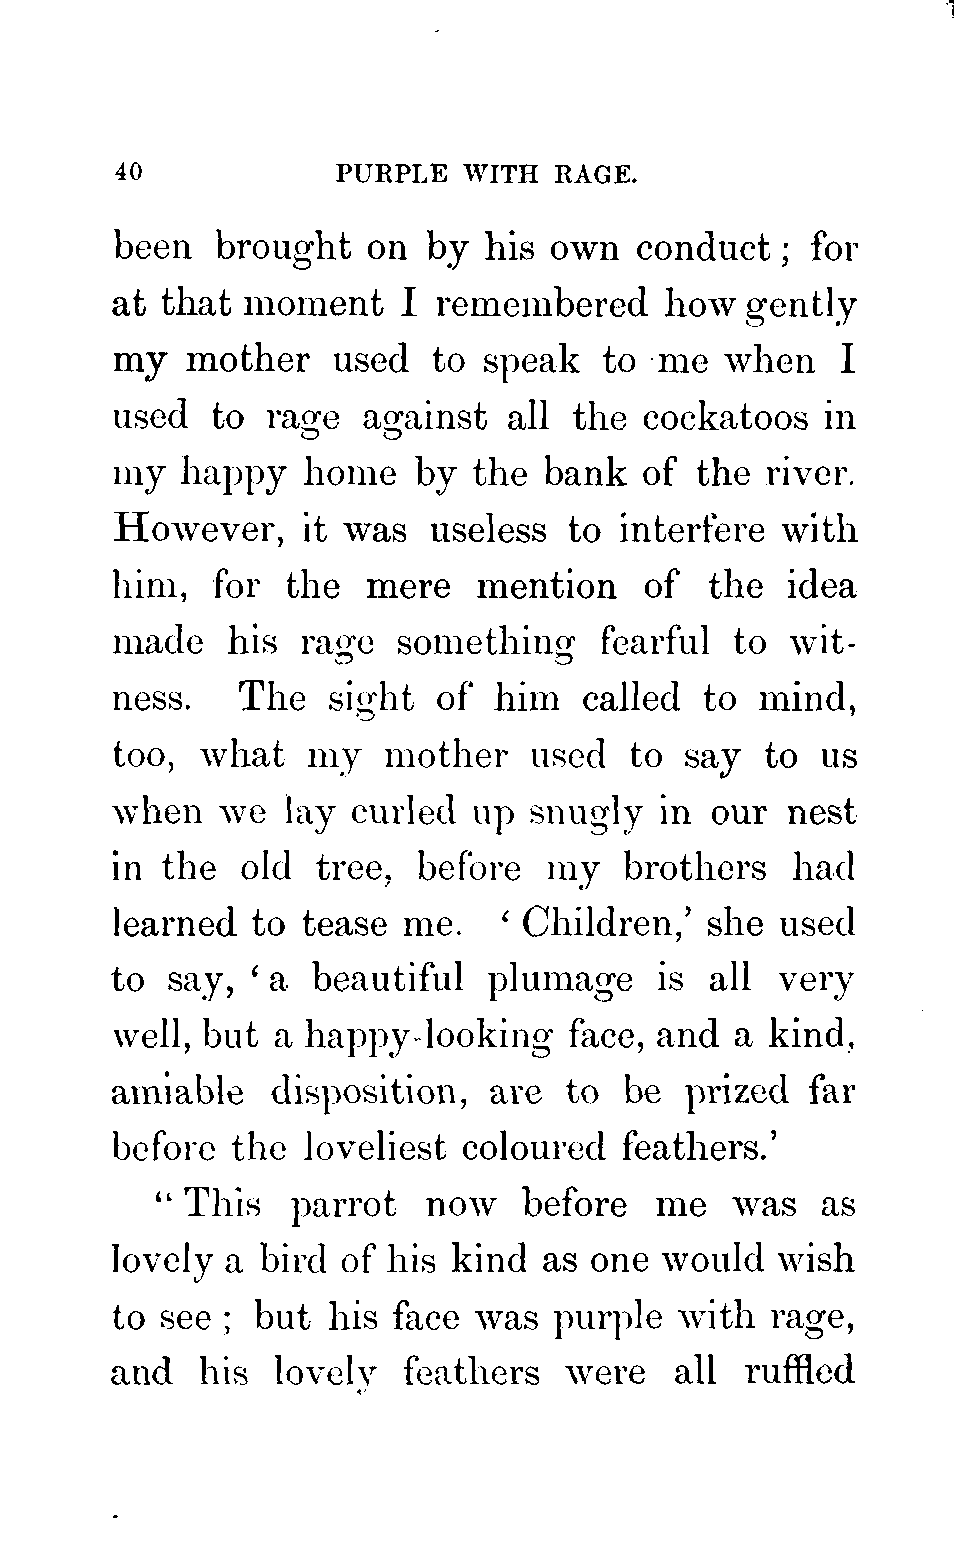 40 PURPLE WITH RAGE.
been brought on by his own conduct ; for
at that moment I remembered how gently
my mother used to speak to me when I
used to rage against all the cockatoos in
my happy home by the bank of the river.
However, it was useless to interfere with
him, for the mere mention of the idea
made his rage something fearful to wit-
ness. The sight of him called to mind,
too, what my mother used to say to us
when we lay curled up snugly in our nest
in the old tree, before my brothers had
learned to tease me. ‘ Children,’ she used
to say, ‘ a beautiful plumage is all very
well, but a happy-looking face, and a kind,
amiable disposition, are to be prized far
before the loveliest coloured feathers.’
“ This parrot now before me was as
lovely a bird of his kind as one would wish
to see ; but his face was purple with rage,
and his lovely feathers were all ruffled